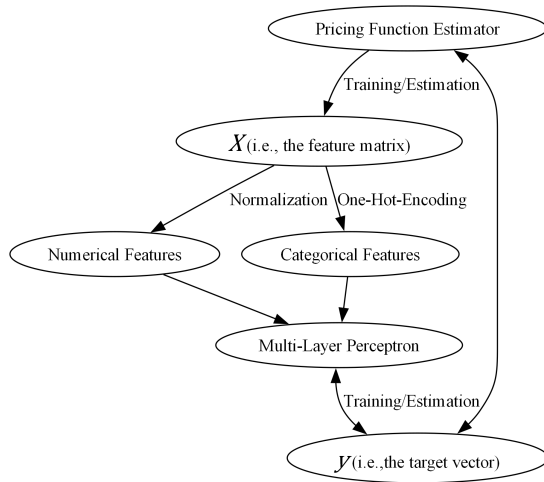 Pricing Function Estimator
Training/Estimation
X(i.e., the feature matrix)
Normalization
One-Hot-Encoding
Numerical Features
Categorical Features
Multi-Layer Perceptron
Training/Estimation
y(i.e.,the target vector)